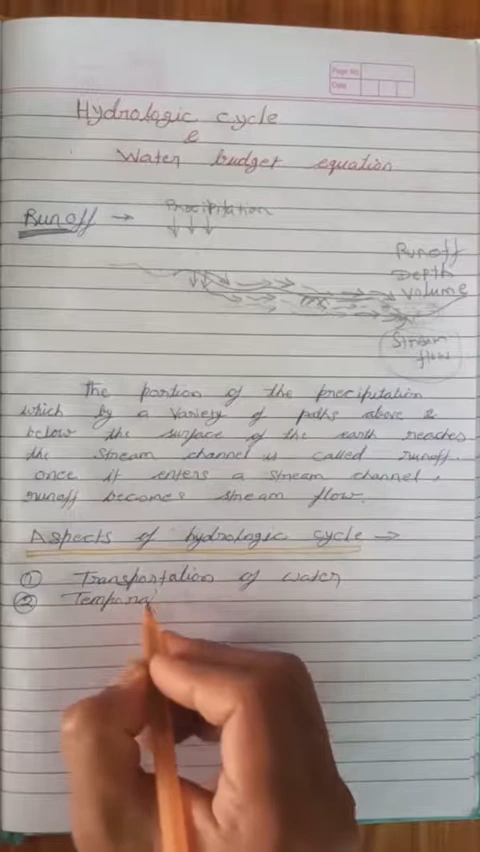 Page No.
Date
Hydrologic cycle
&
Water budget equation
Runoff → Precipitation
Runoff
Depth
volume
Stream
flow
The portion of the precipitation
which by a variety of paths above &
below the surface of the earth reaches
the stream channel is called runoff.
once it enters a stream channel,
runoff becomes stream flow.
Aspects of hydrologic cycle →
① Transportation of water
② Tempora